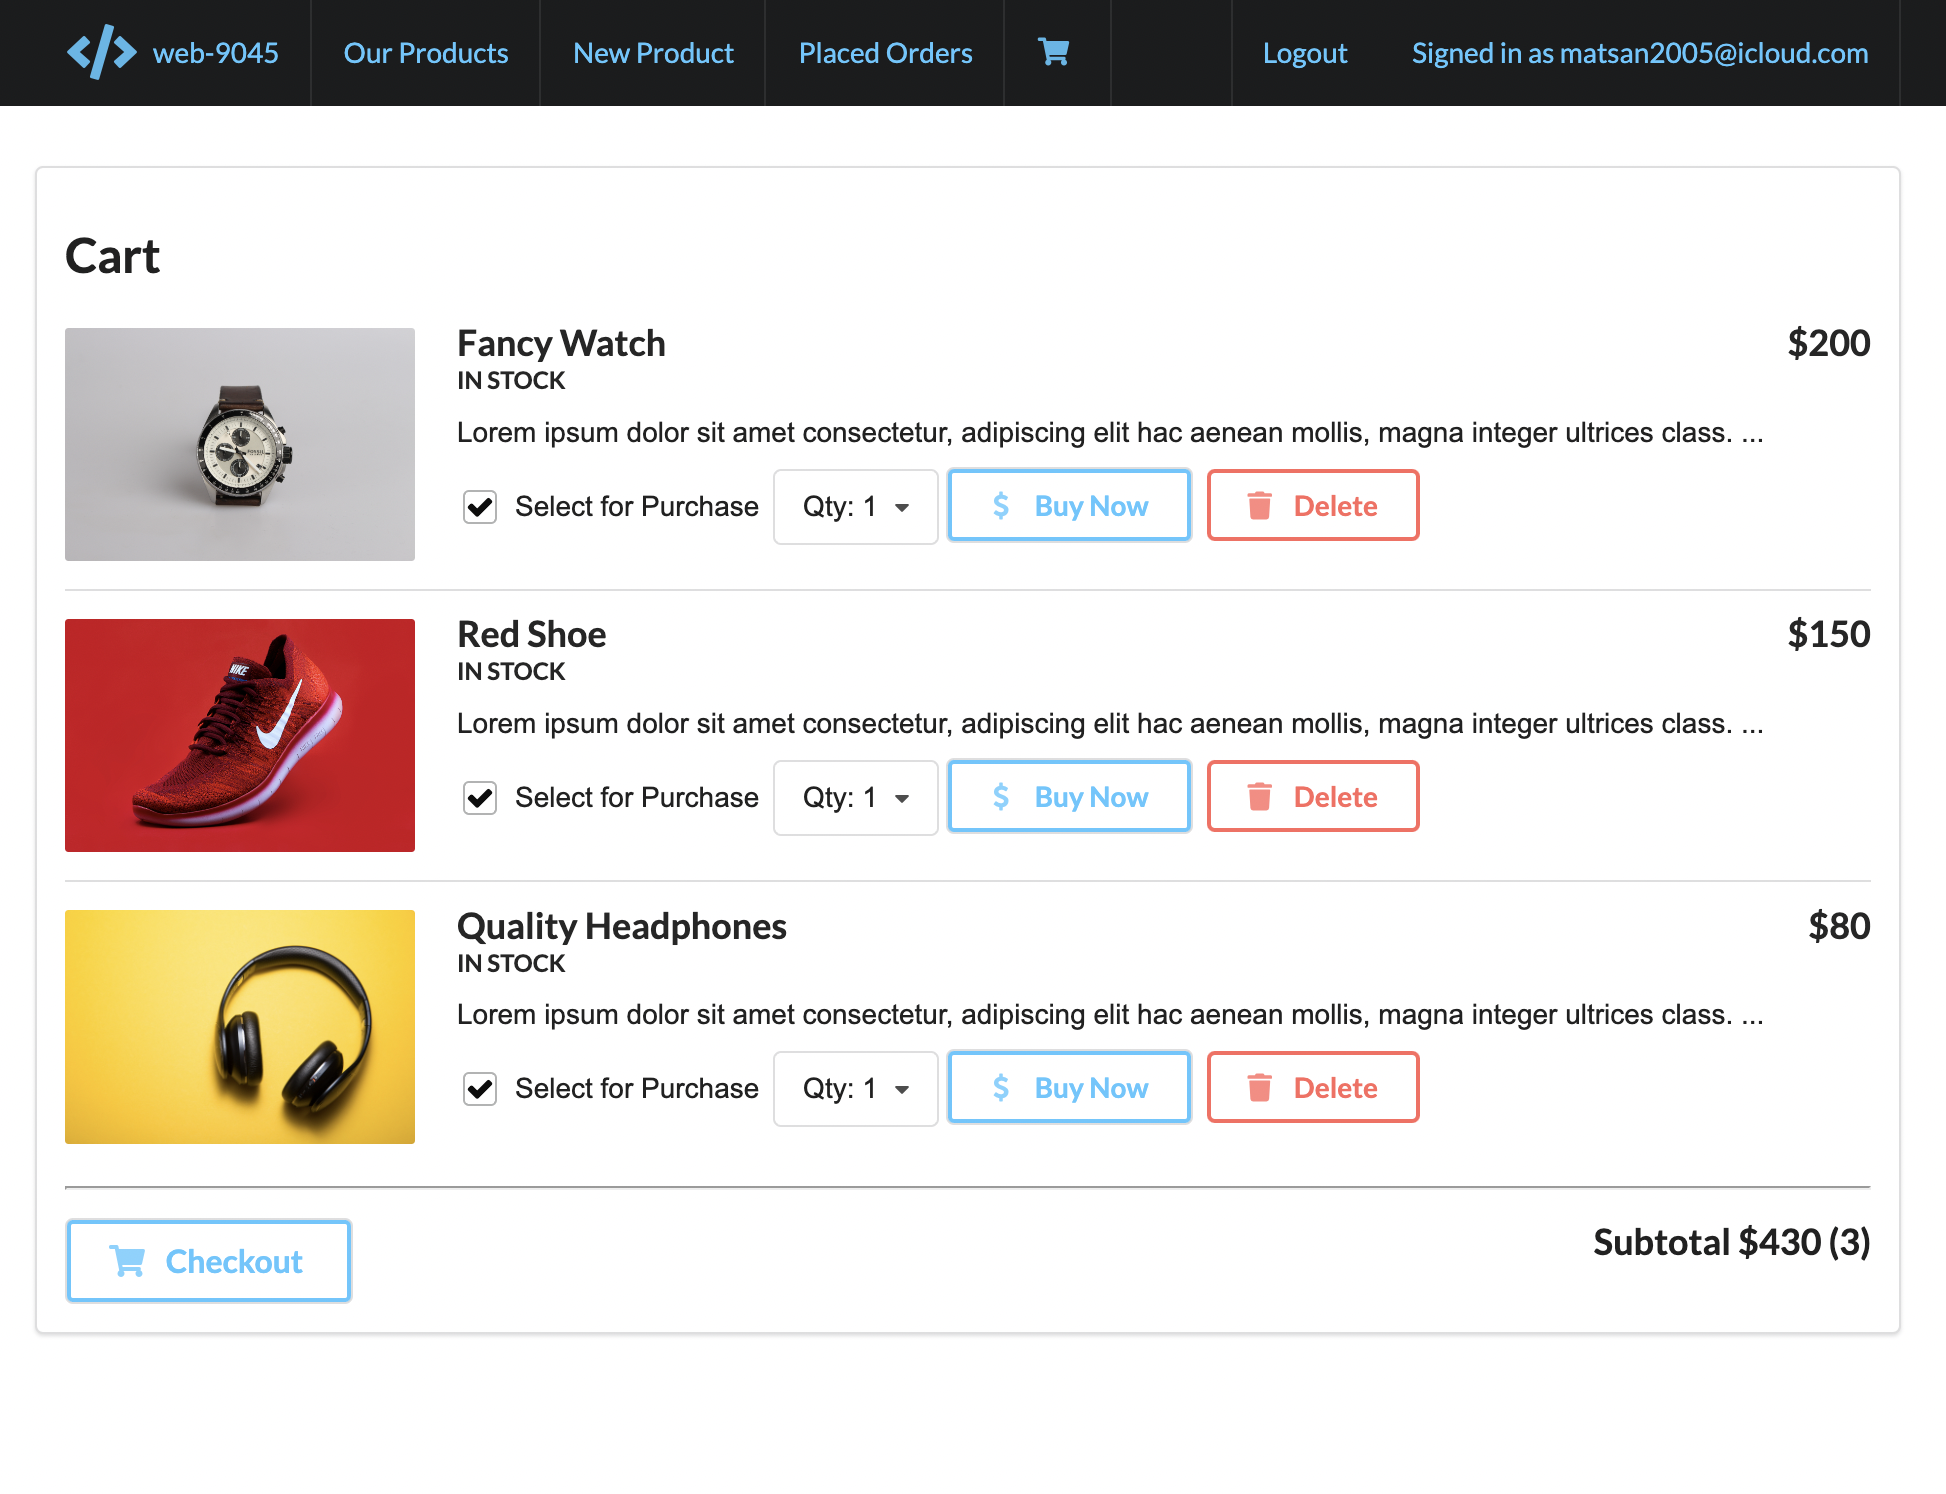 web-9045 Our Products New Product Placed Orders Logout Signed in as matsan2005@icloud.com
Cart
Fancy Watch $200
IN STOCK
Lorem ipsum dolor sit amet consectetur, adipiscing elit hac aenean mollis, magna integer ultrices class. ...
Select for Purchase Qty: 1 $ Buy Now Delete
NIKE
Red Shoe $150
IN STOCK
Lorem ipsum dolor sit amet consectetur, adipiscing elit hac aenean mollis, magna integer ultrices class. ...
Select for Purchase Qty: 1 $ Buy Now Delete
Quality Headphones $80
IN STOCK
Lorem ipsum dolor sit amet consectetur, adipiscing elit hac aenean mollis, magna integer ultrices class. ...
Select for Purchase Qty: 1 $ Buy Now Delete
Checkout Subtotal $430 (3)